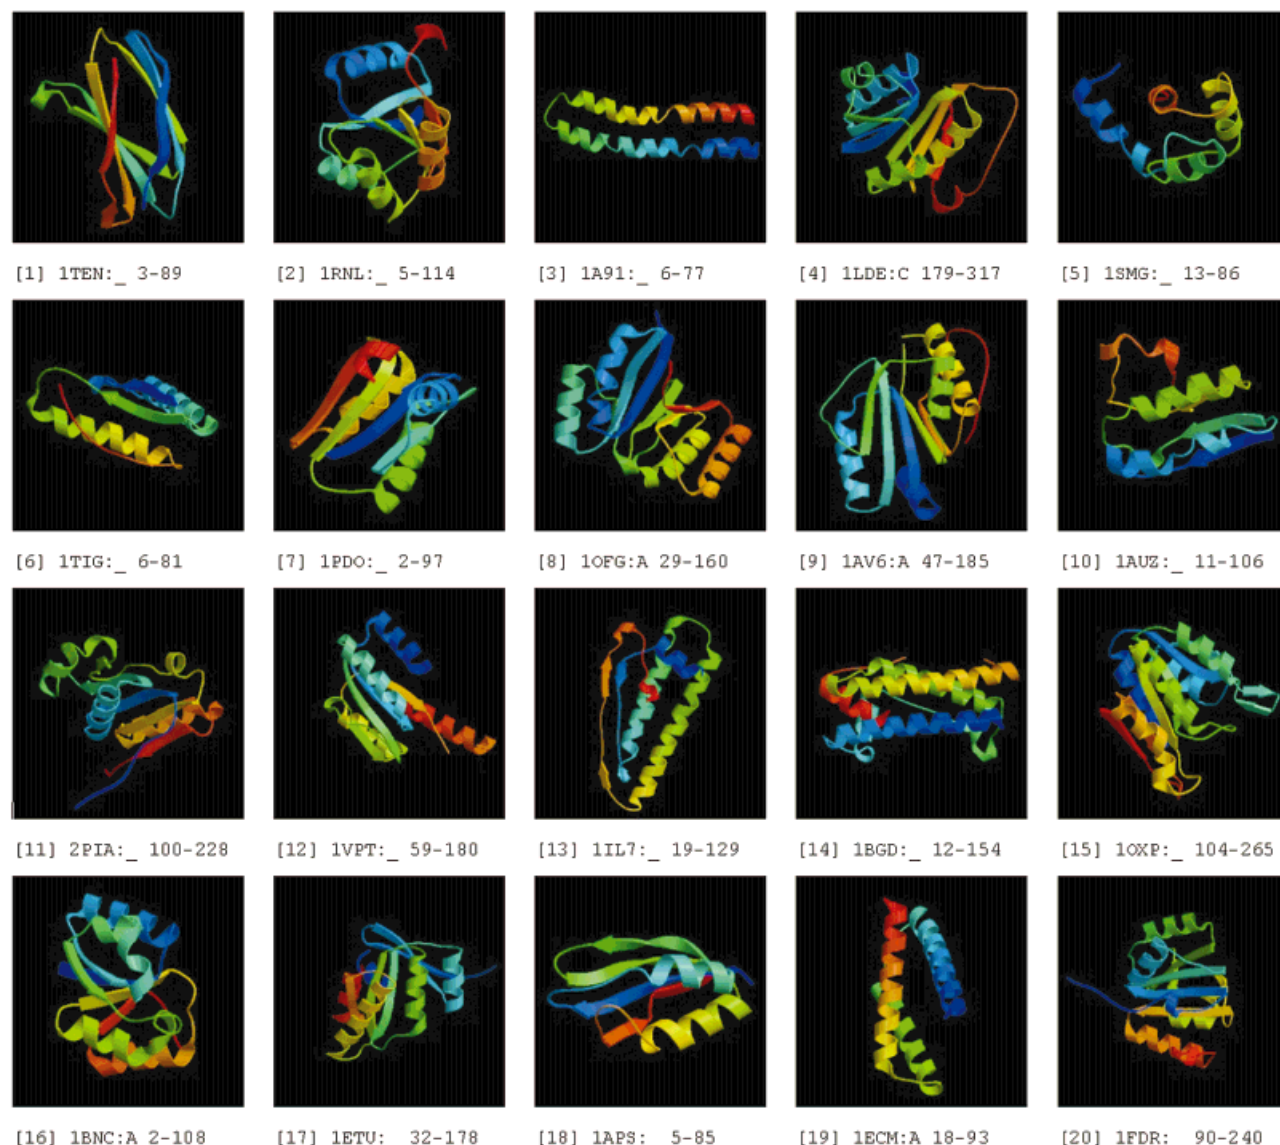 [1] 1TEN:_ 3-89 [2] 1RNL:_ 5-114 [3] 1A91:_ 6-77 [4] 1LDE:C 179-317 [5] 1SMG:_ 13-86
[6] 1TIG:_ 6-81 [7] 1PDO:_ 2-97 [8] 1OFG:A 29-160 [9] 1AV6:A 47-185 [10] 1AUZ:_ 11-106
[11] 2PIA:_ 100-228 [12] 1VPT:_ 59-180 [13] 1IL7:_ 19-129 [14] 1BGD:_ 12-154 [15] 1OXP:_ 104-265
[16] 1BNC:A 2-108 [17] 1ETU: 32-178 [18] 1APS: 5-85 [19] 1ECM:A 18-93 [20] 1FDR: 90-240